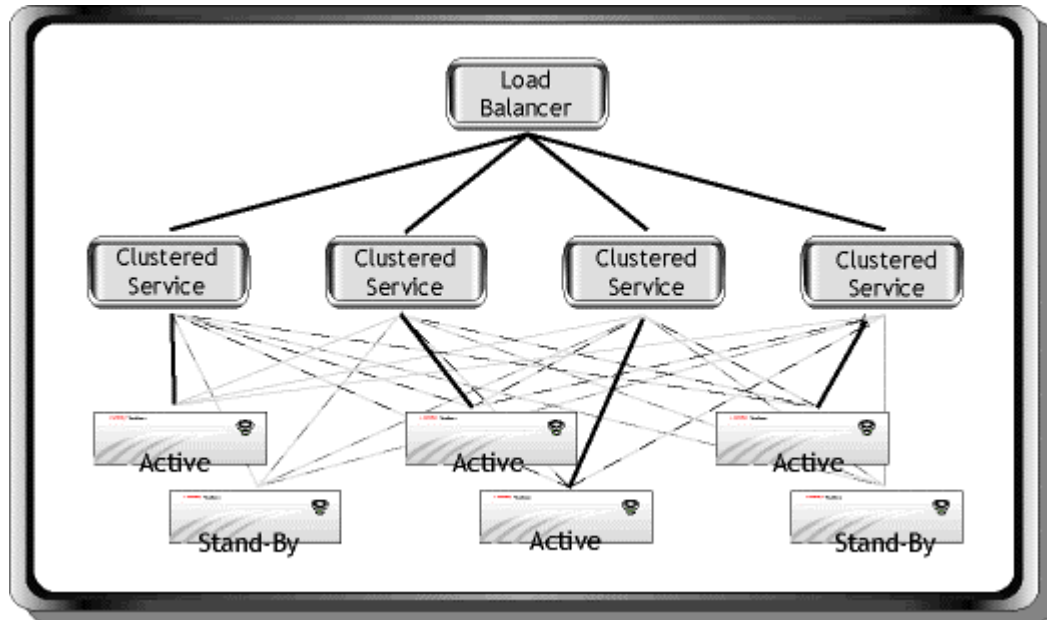 Load
Balancer
Clustered
Service
Clustered
Service
Clustered
Service
Clustered
Service
Active
Active
Active
Stand-By
Active
Stand-By